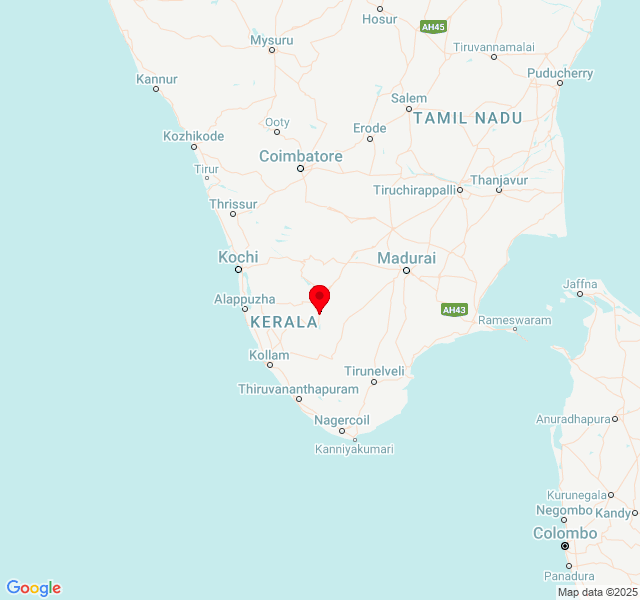 Hosur
AH45
Mysuru
Tiruvannamalai
Kannur
Puducherry
Salem
TAMIL NADU
Ooty
Erode
Kozhikode
Coimbatore
Tirur
Tiruchirappalli
Thanjavur
Thrissur
Kochi
Madurai
Jaffna
Alappuzha
AH43
KERALA
Rameswaram
Kollam
Tirunelveli
Thiruvananthapuram
Nagercoil
Anuradhapura
Kanniyakumari
Kurunegala
Negombo
Kandy
Colombo
Panadura
Google
Map data ©2025